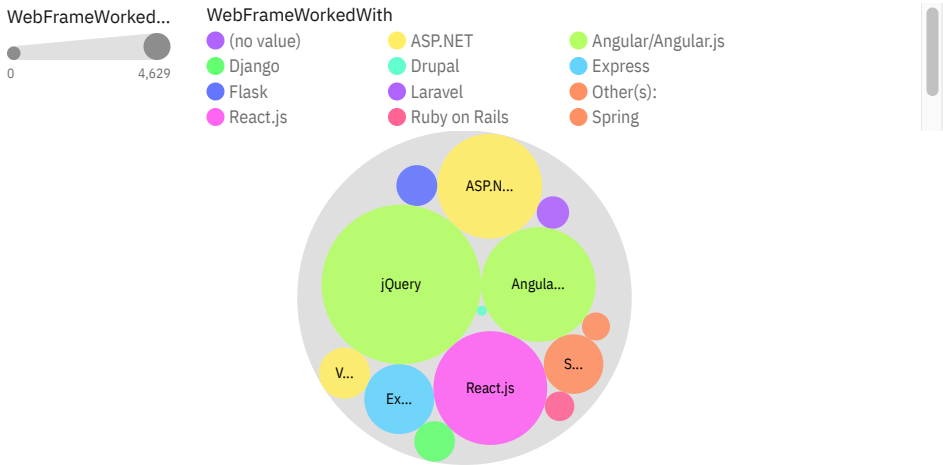 WebFrameWorked...
0 4,629
WebFrameWorkedWith
(no value) ASP.NET Angular/Angular.js
Django Drupal Express
Flask Laravel Other(s):
React.js Ruby on Rails Spring
ASP.N...
jQuery Angula...
S...
V...
React.js
Ex...